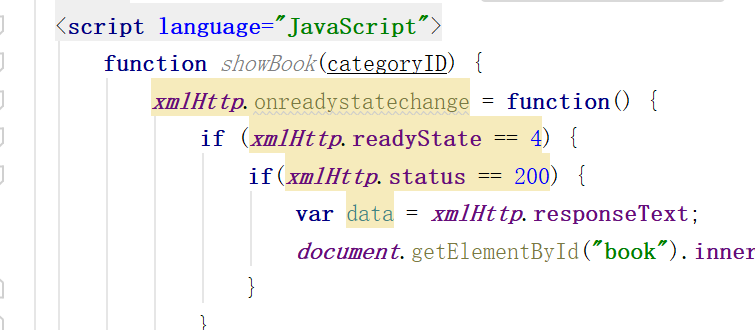 <script language="JavaScript">
function showBook(categoryID) {
xmlHttp.onreadystatechange = function() {
if (xmlHttp.readyState == 4) {
if(xmlHttp.status == 200) {
var data = xmlHttp.responseText;
document.getElementById("book").inner
}
}